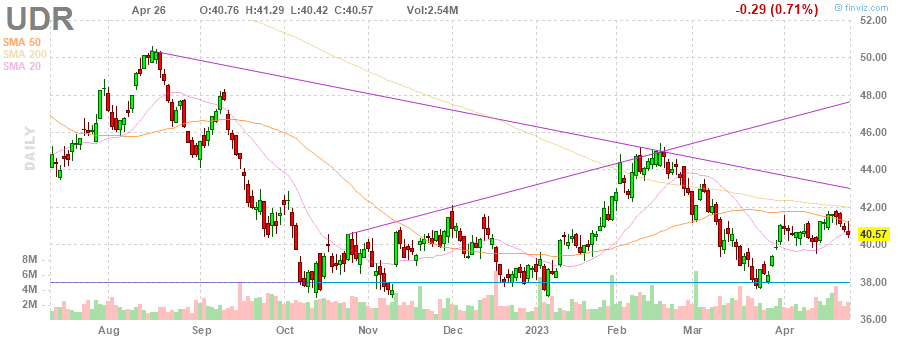 UDR Apr 26 O:40.76 H:41.29 L:40.42 C:40.57 Vol:2.54M -0.29 (0.71%) © finviz.com
SMA 50
SMA 200
SMA 20
DAILY
52.00
50.00
48.00
46.00
44.00
42.00
40.57
40.00
38.00
36.00
8M
6M
4M
2M
Aug Sep Oct Nov Dec 2023 Feb Mar Apr